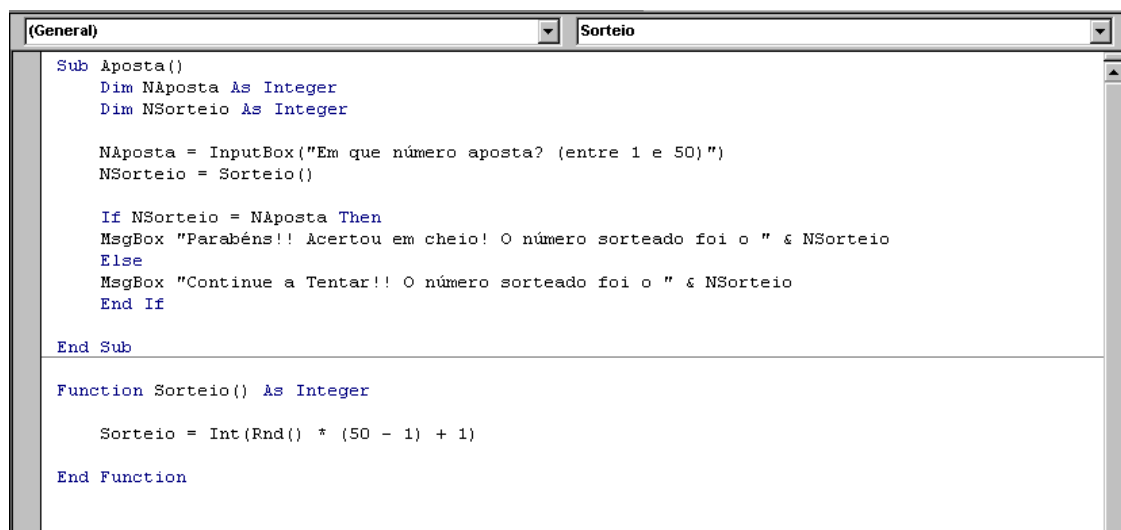 (General) Sorteio
Sub Aposta()
Dim NAposta As Integer
Dim NSorteio As Integer
NAposta = InputBox("Em que número aposta? (entre 1 e 50)")
NSorteio = Sorteio()
If NSorteio = NAposta Then
MsgBox "Parabéns!! Acertou em cheio! O número sorteado foi o " & NSorteio
Else
MsgBox "Continue a Tentar!! O número sorteado foi o " & NSorteio
End If
End Sub
Function Sorteio() As Integer
Sorteio = Int(Rnd() * (50 - 1) + 1)
End Function